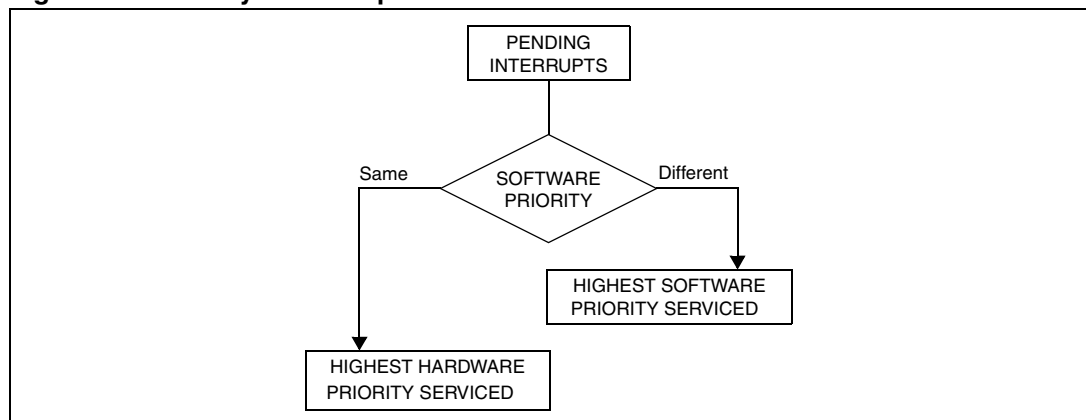 PENDING
INTERRUPTS
Same
SOFTWARE
PRIORITY
Different
HIGHEST SOFTWARE
PRIORITY SERVICED
HIGHEST HARDWARE
PRIORITY SERVICED